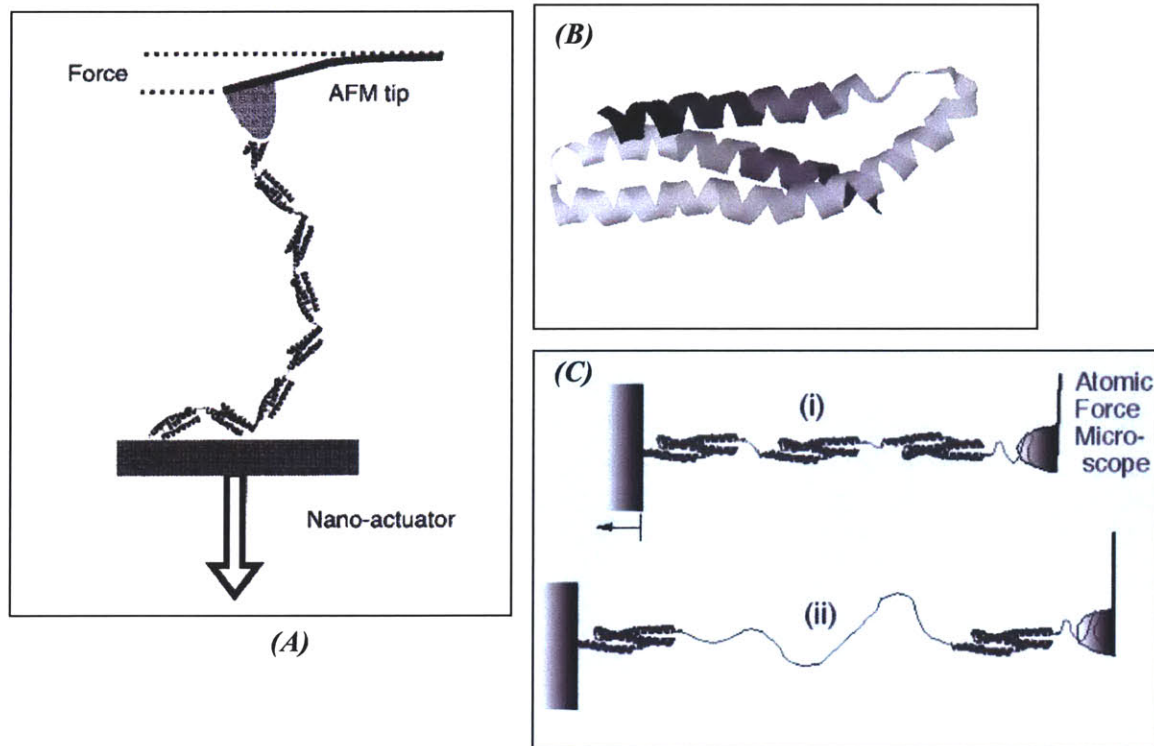 Force
AFM tip
Nano-actuator
(A)
(B)
(C)
(i)
Atomic
Force
Micro-
scope
(ii)